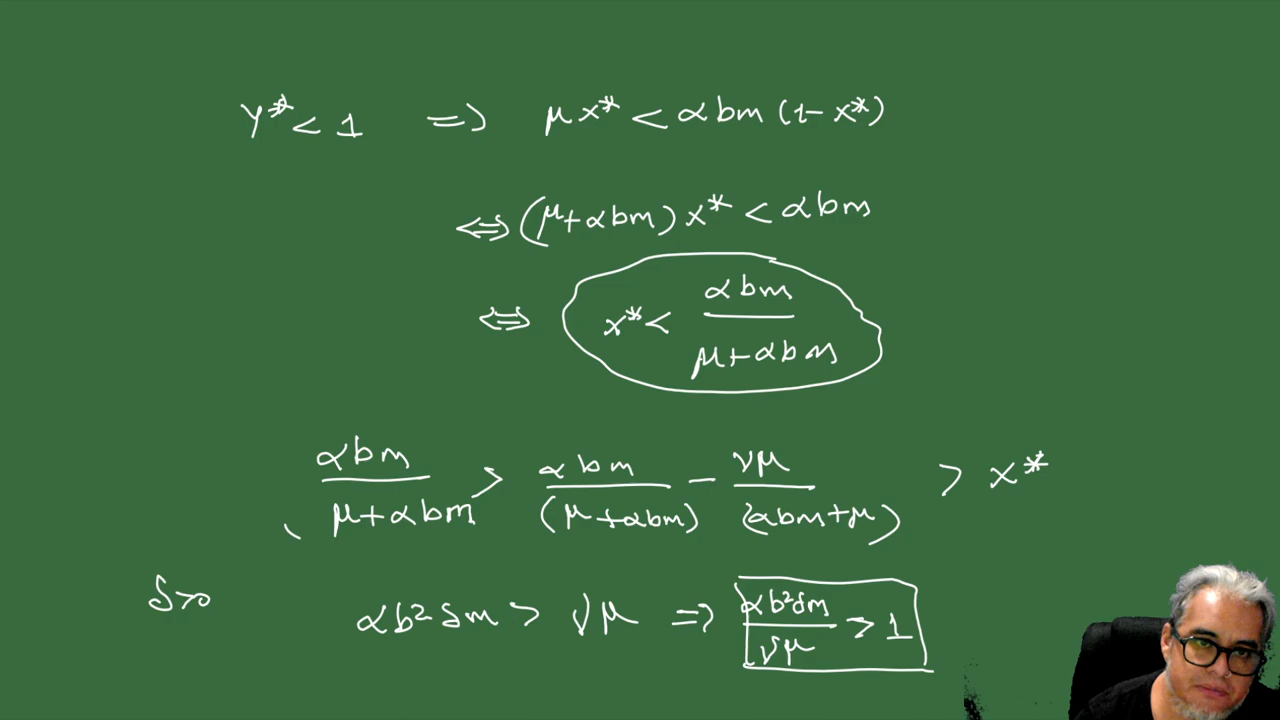 y* < 1 => μx* < αbm(1-x*)
<=> (μ+αbm)x* < αbm
<=> x* < αbm / μ+αbm
αbm / μ+αbm > αbm / (μ+αbm) - νμ / (αbm+μ) > x*
δ>0 αb²δm > νμ => αb²δm / νμ > 1